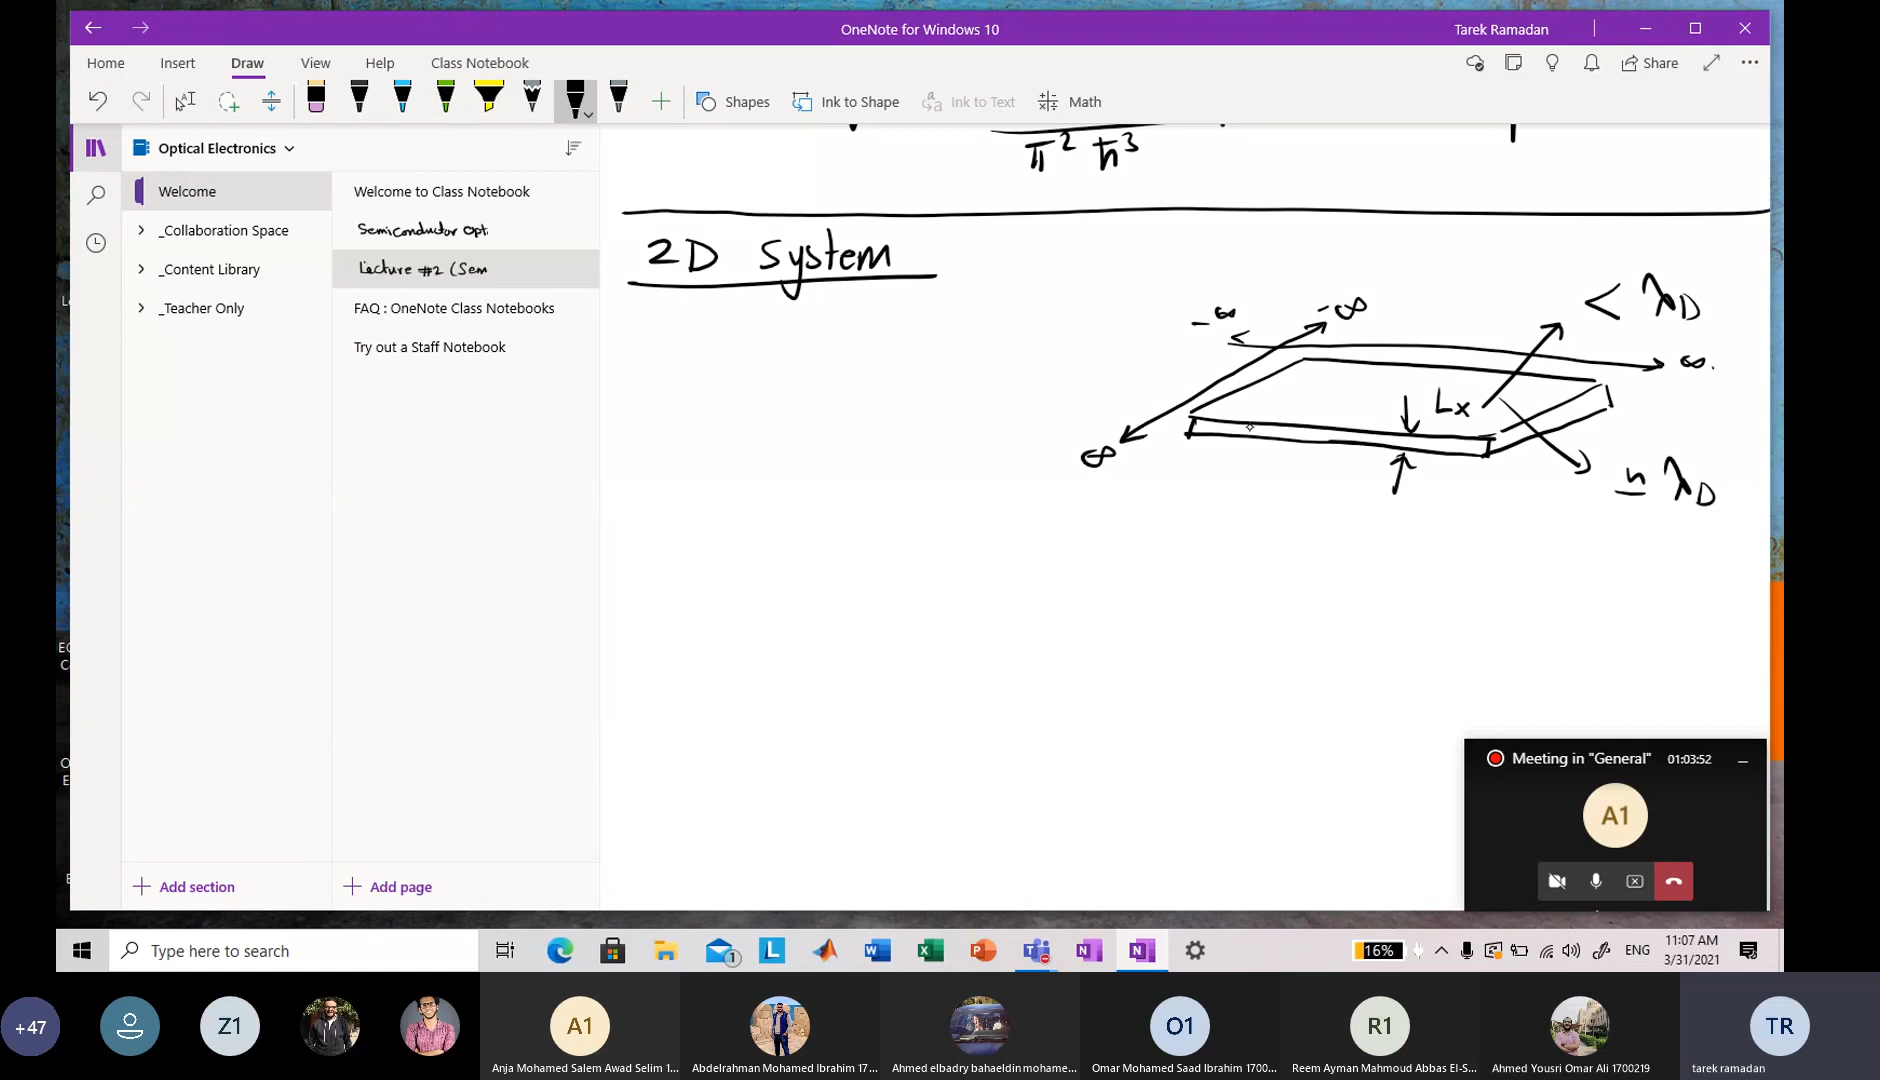 OneNote for Windows 10
Tarek Ramadan
Home Insert Draw View Help Class Notebook
Share
Shapes Ink to Shape Ink to Text Math
Optical Electronics
Welcome
_Collaboration Space
_Content Library
_Teacher Only
Add section
Welcome to Class Notebook
Semiconductor opt.
Lecture #2 (Sem
FAQ : OneNote Class Notebooks
Try out a Staff Notebook
Add page
π² ħ³
2D System
-∞ -∞
< λD
∞.
Lx
∞
n λD
Meeting in "General" 01:03:52
A1
Type here to search
1
16%
ENG
11:07 AM
3/31/2021
+47
Z1
A1
Anja Mohamed Salem Awad Selim 1...
Abdelrahman Mohamed Ibrahim 17...
Ahmed elbadry bahaeldin mohame...
O1
Omar Mohamed Saad Ibrahim 1700...
R1
Reem Ayman Mahmoud Abbas El-S...
Ahmed Yousri Omar Ali 1700219
TR
tarek ramadan